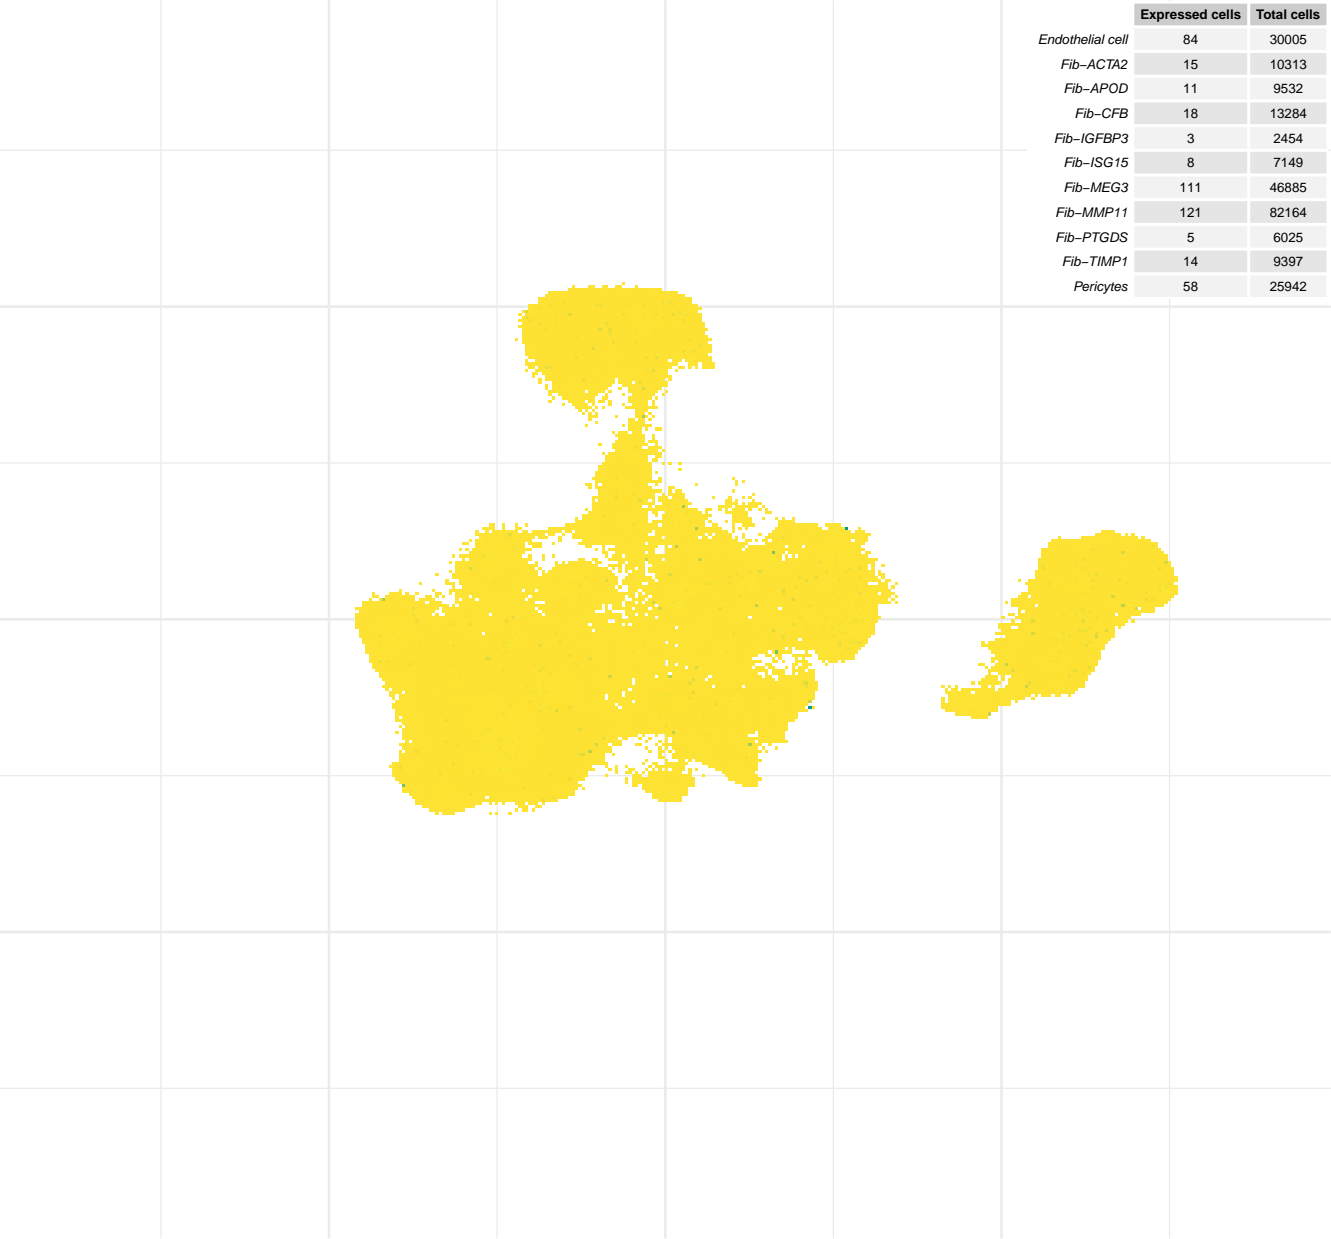 Expressed cells Total cells
Endothelial cell 84 30005
Fib−ACTA2 15 10313
Fib−APOD 11 9532
Fib−CFB 18 13284
Fib−IGFBP3 3 2454
Fib−ISG15 8 7149
Fib−MEG3 111 46885
Fib−MMP11 121 82164
Fib−PTGDS 5 6025
Fib−TIMP1 14 9397
Pericytes 58 25942